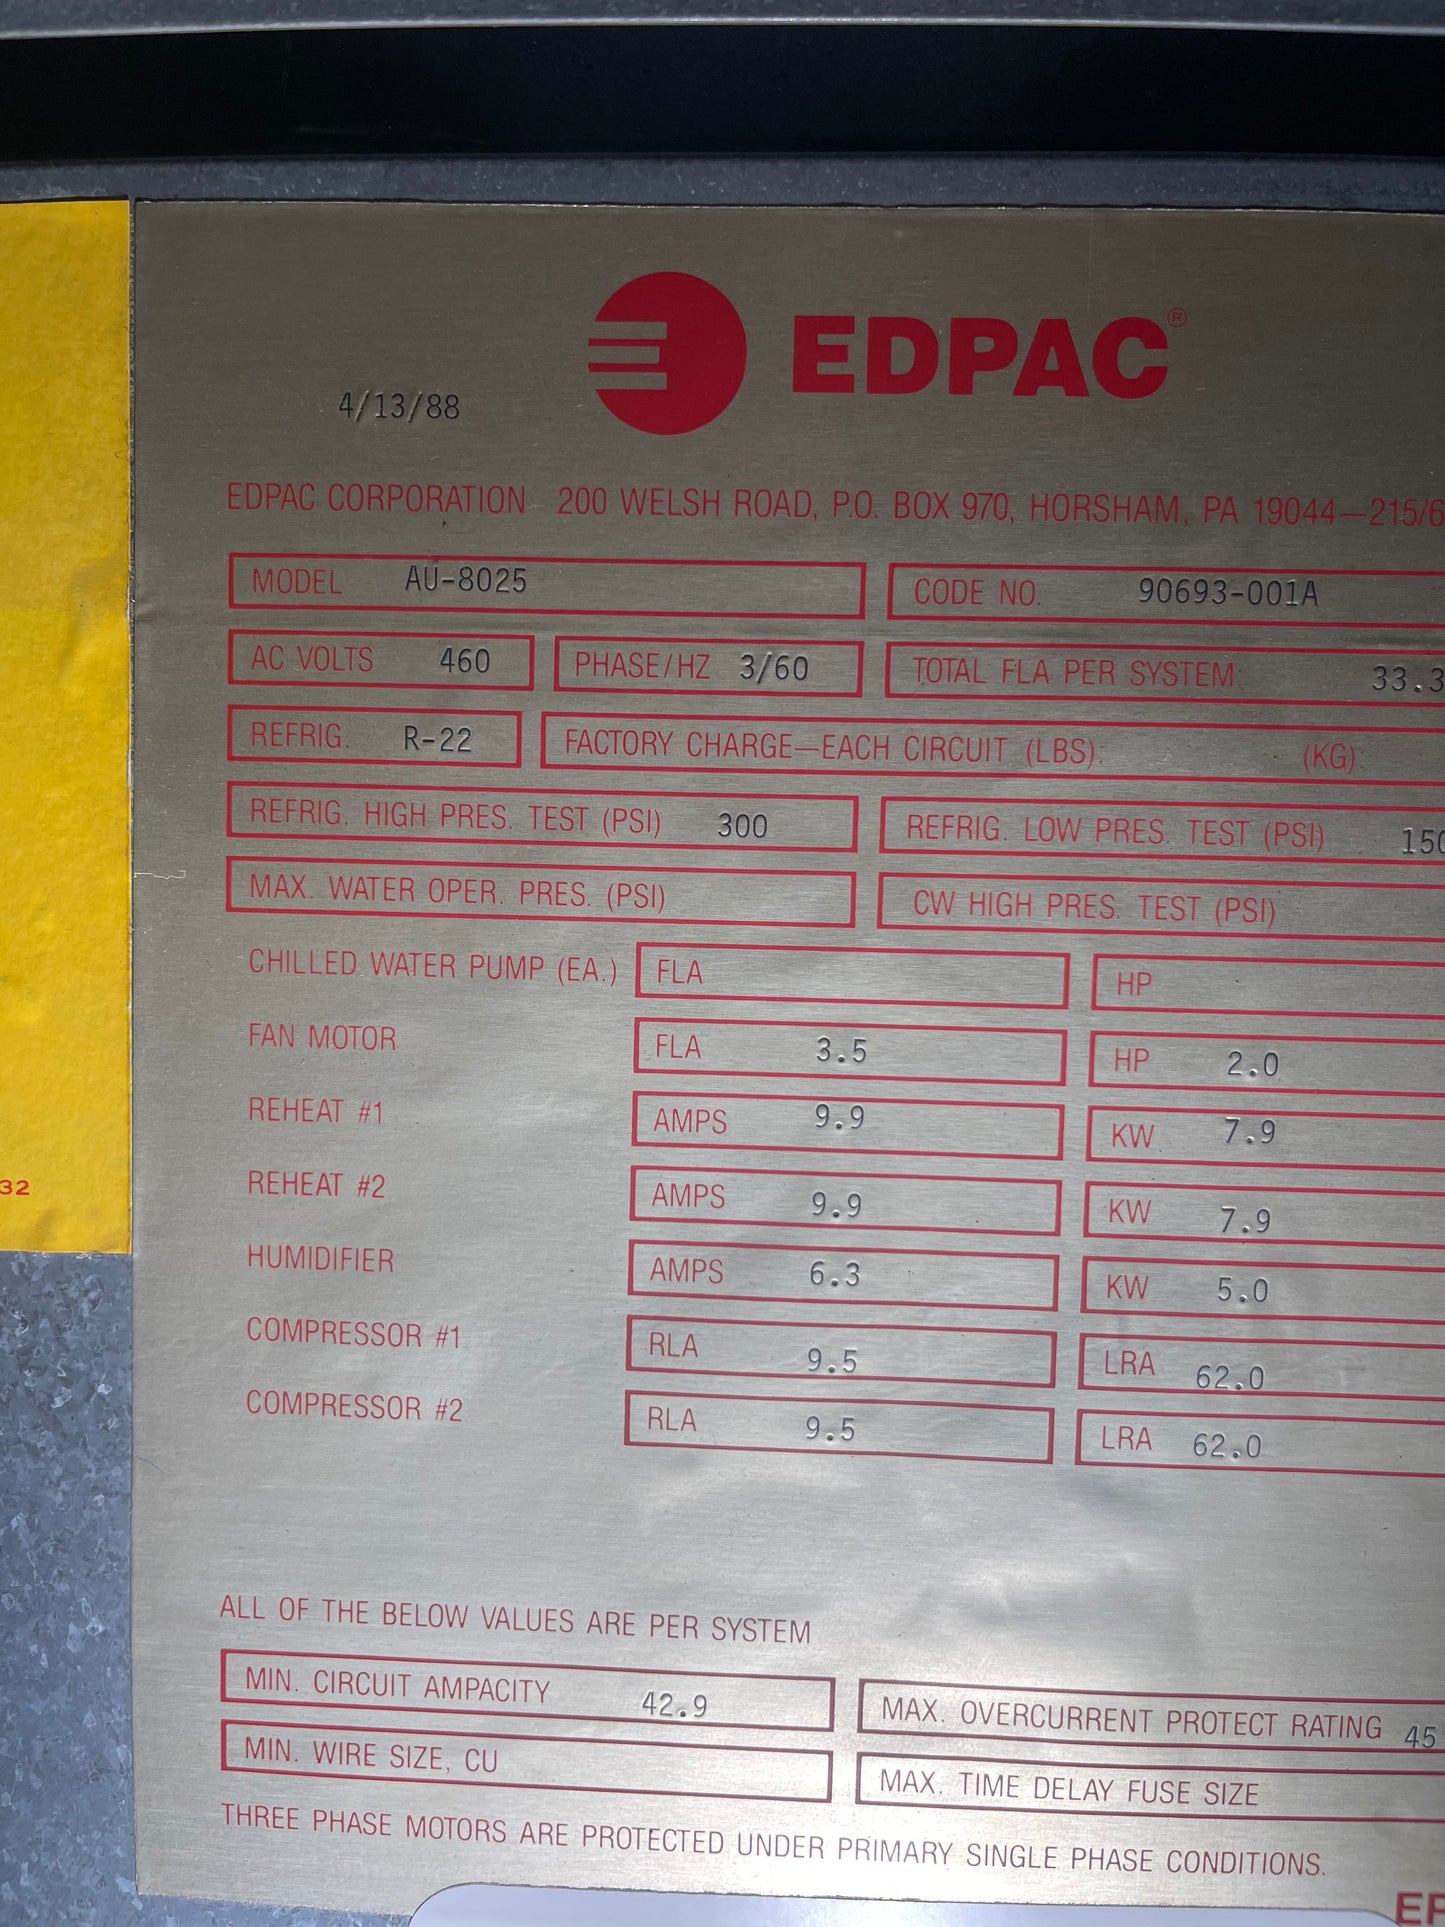 EDPAC®
4/13/88
EDPAC CORPORATION 200 WELSH ROAD, P.O. BOX 970, HORSHAM, PA 19044—215/6
MODEL AU-8025 CODE NO. 90693-001A
AC VOLTS 460 PHASE/HZ 3/60 TOTAL FLA PER SYSTEM: 33.3
REFRIG. R-22 FACTORY CHARGE—EACH CIRCUIT (LBS). (KG).
REFRIG. HIGH PRES. TEST (PSI) 300 REFRIG. LOW PRES. TEST (PSI) 150
MAX. WATER OPER. PRES. (PSI) CW HIGH PRES. TEST (PSI)
CHILLED WATER PUMP (EA.) FLA HP
FAN MOTOR FLA 3.5 HP 2.0
REHEAT #1 AMPS 9.9 KW 7.9
REHEAT #2 AMPS 9.9 KW 7.9
32
HUMIDIFIER AMPS 6.3 KW 5.0
COMPRESSOR #1 RLA 9.5 LRA 62.0
COMPRESSOR #2 RLA 9.5 LRA 62.0
ALL OF THE BELOW VALUES ARE PER SYSTEM
MIN. CIRCUIT AMPACITY 42.9 MAX. OVERCURRENT PROTECT RATING 45
MIN. WIRE SIZE, CU MAX. TIME DELAY FUSE SIZE
THREE PHASE MOTORS ARE PROTECTED UNDER PRIMARY SINGLE PHASE CONDITIONS.